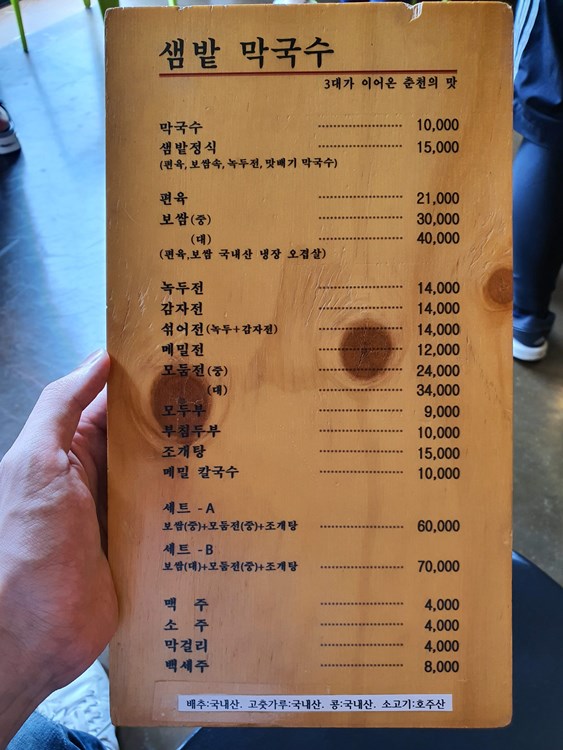 샘밭 막국수
3대가 이어온 춘천의 맛
막국수 10,000
샘밭정식 15,000
(편육,보쌈속,녹두전,맛배기 막국수)
편육 21,000
보쌈(중) 30,000
(대) 40,000
(편육,보쌈 국내산 냉장 오겹살)
녹두전 14,000
감자전 14,000
섞어전(녹두+감자전) 14,000
메밀전 12,000
모둠전(중) 24,000
(대) 34,000
모두부 9,000
부침두부 10,000
조개탕 15,000
메밀 칼국수 10,000
세트 -A
보쌈(중)+모둠전(중)+조개탕 60,000
세트 -B
보쌈(대)+모둠전(중)+조개탕 70,000
맥 주 4,000
소 주 4,000
막걸리 4,000
백세주 8,000
배추:국내산. 고춧가루:국내산. 콩:국내산. 소고기:호주산